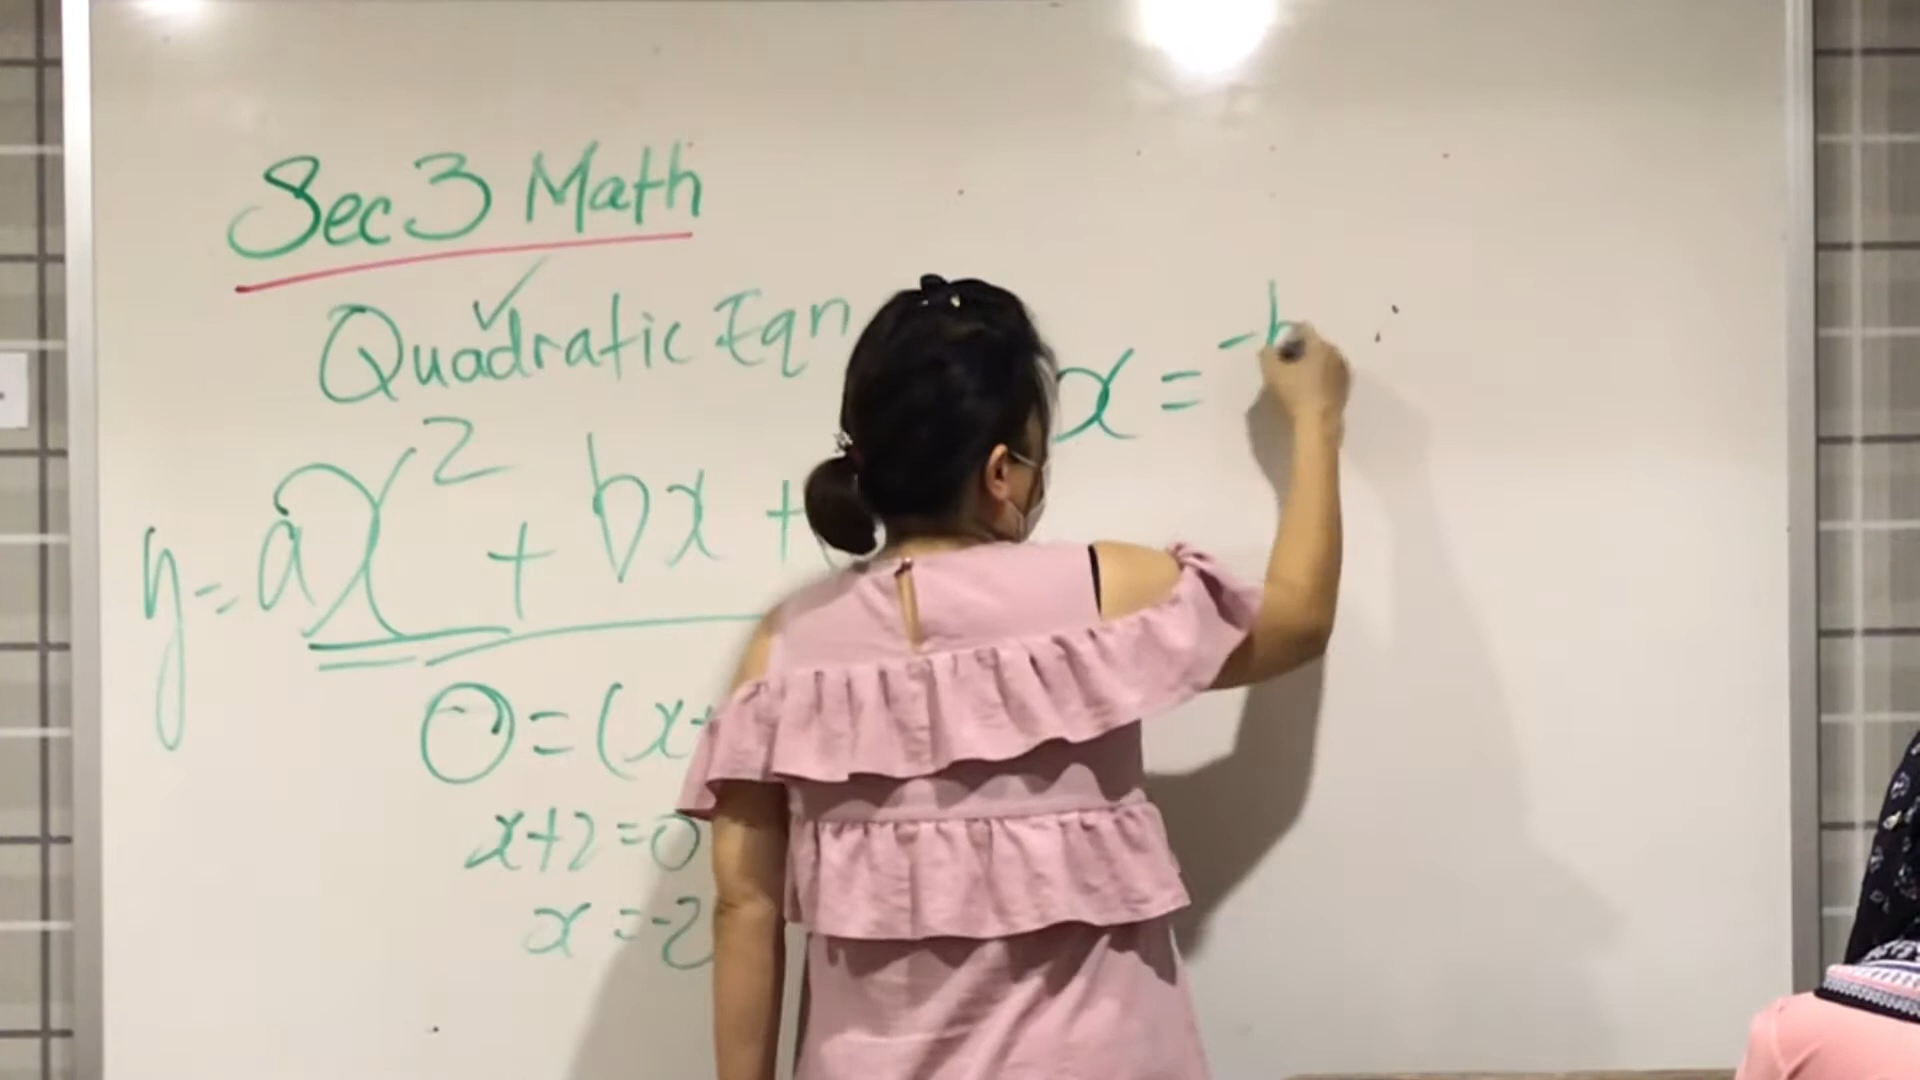 Sec 3 Math
Quadratic Eqn
y = ax² + bx +
0 = (x+
x+2 = 0
x = -2
x = -b